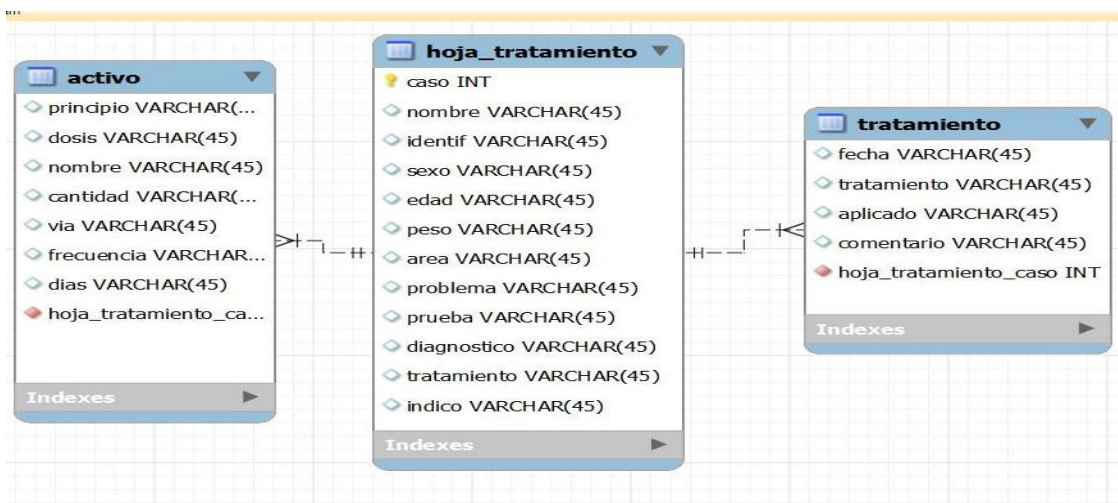 activo
principio VARCHAR(...
dosis VARCHAR(45)
nombre VARCHAR(45)
cantidad VARCHAR(...
via VARCHAR(45)
frecuencia VARCHAR...
dias VARCHAR(45)
hoja_tratamiento_ca...
Indexes
hoja_tratamiento
caso INT
nombre VARCHAR(45)
identif VARCHAR(45)
sexo VARCHAR(45)
edad VARCHAR(45)
peso VARCHAR(45)
area VARCHAR(45)
problema VARCHAR(45)
prueba VARCHAR(45)
diagnostico VARCHAR(45)
tratamiento VARCHAR(45)
indico VARCHAR(45)
Indexes
tratamiento
fecha VARCHAR(45)
tratamiento VARCHAR(45)
aplicado VARCHAR(45)
comentario VARCHAR(45)
hoja_tratamiento_caso INT
Indexes